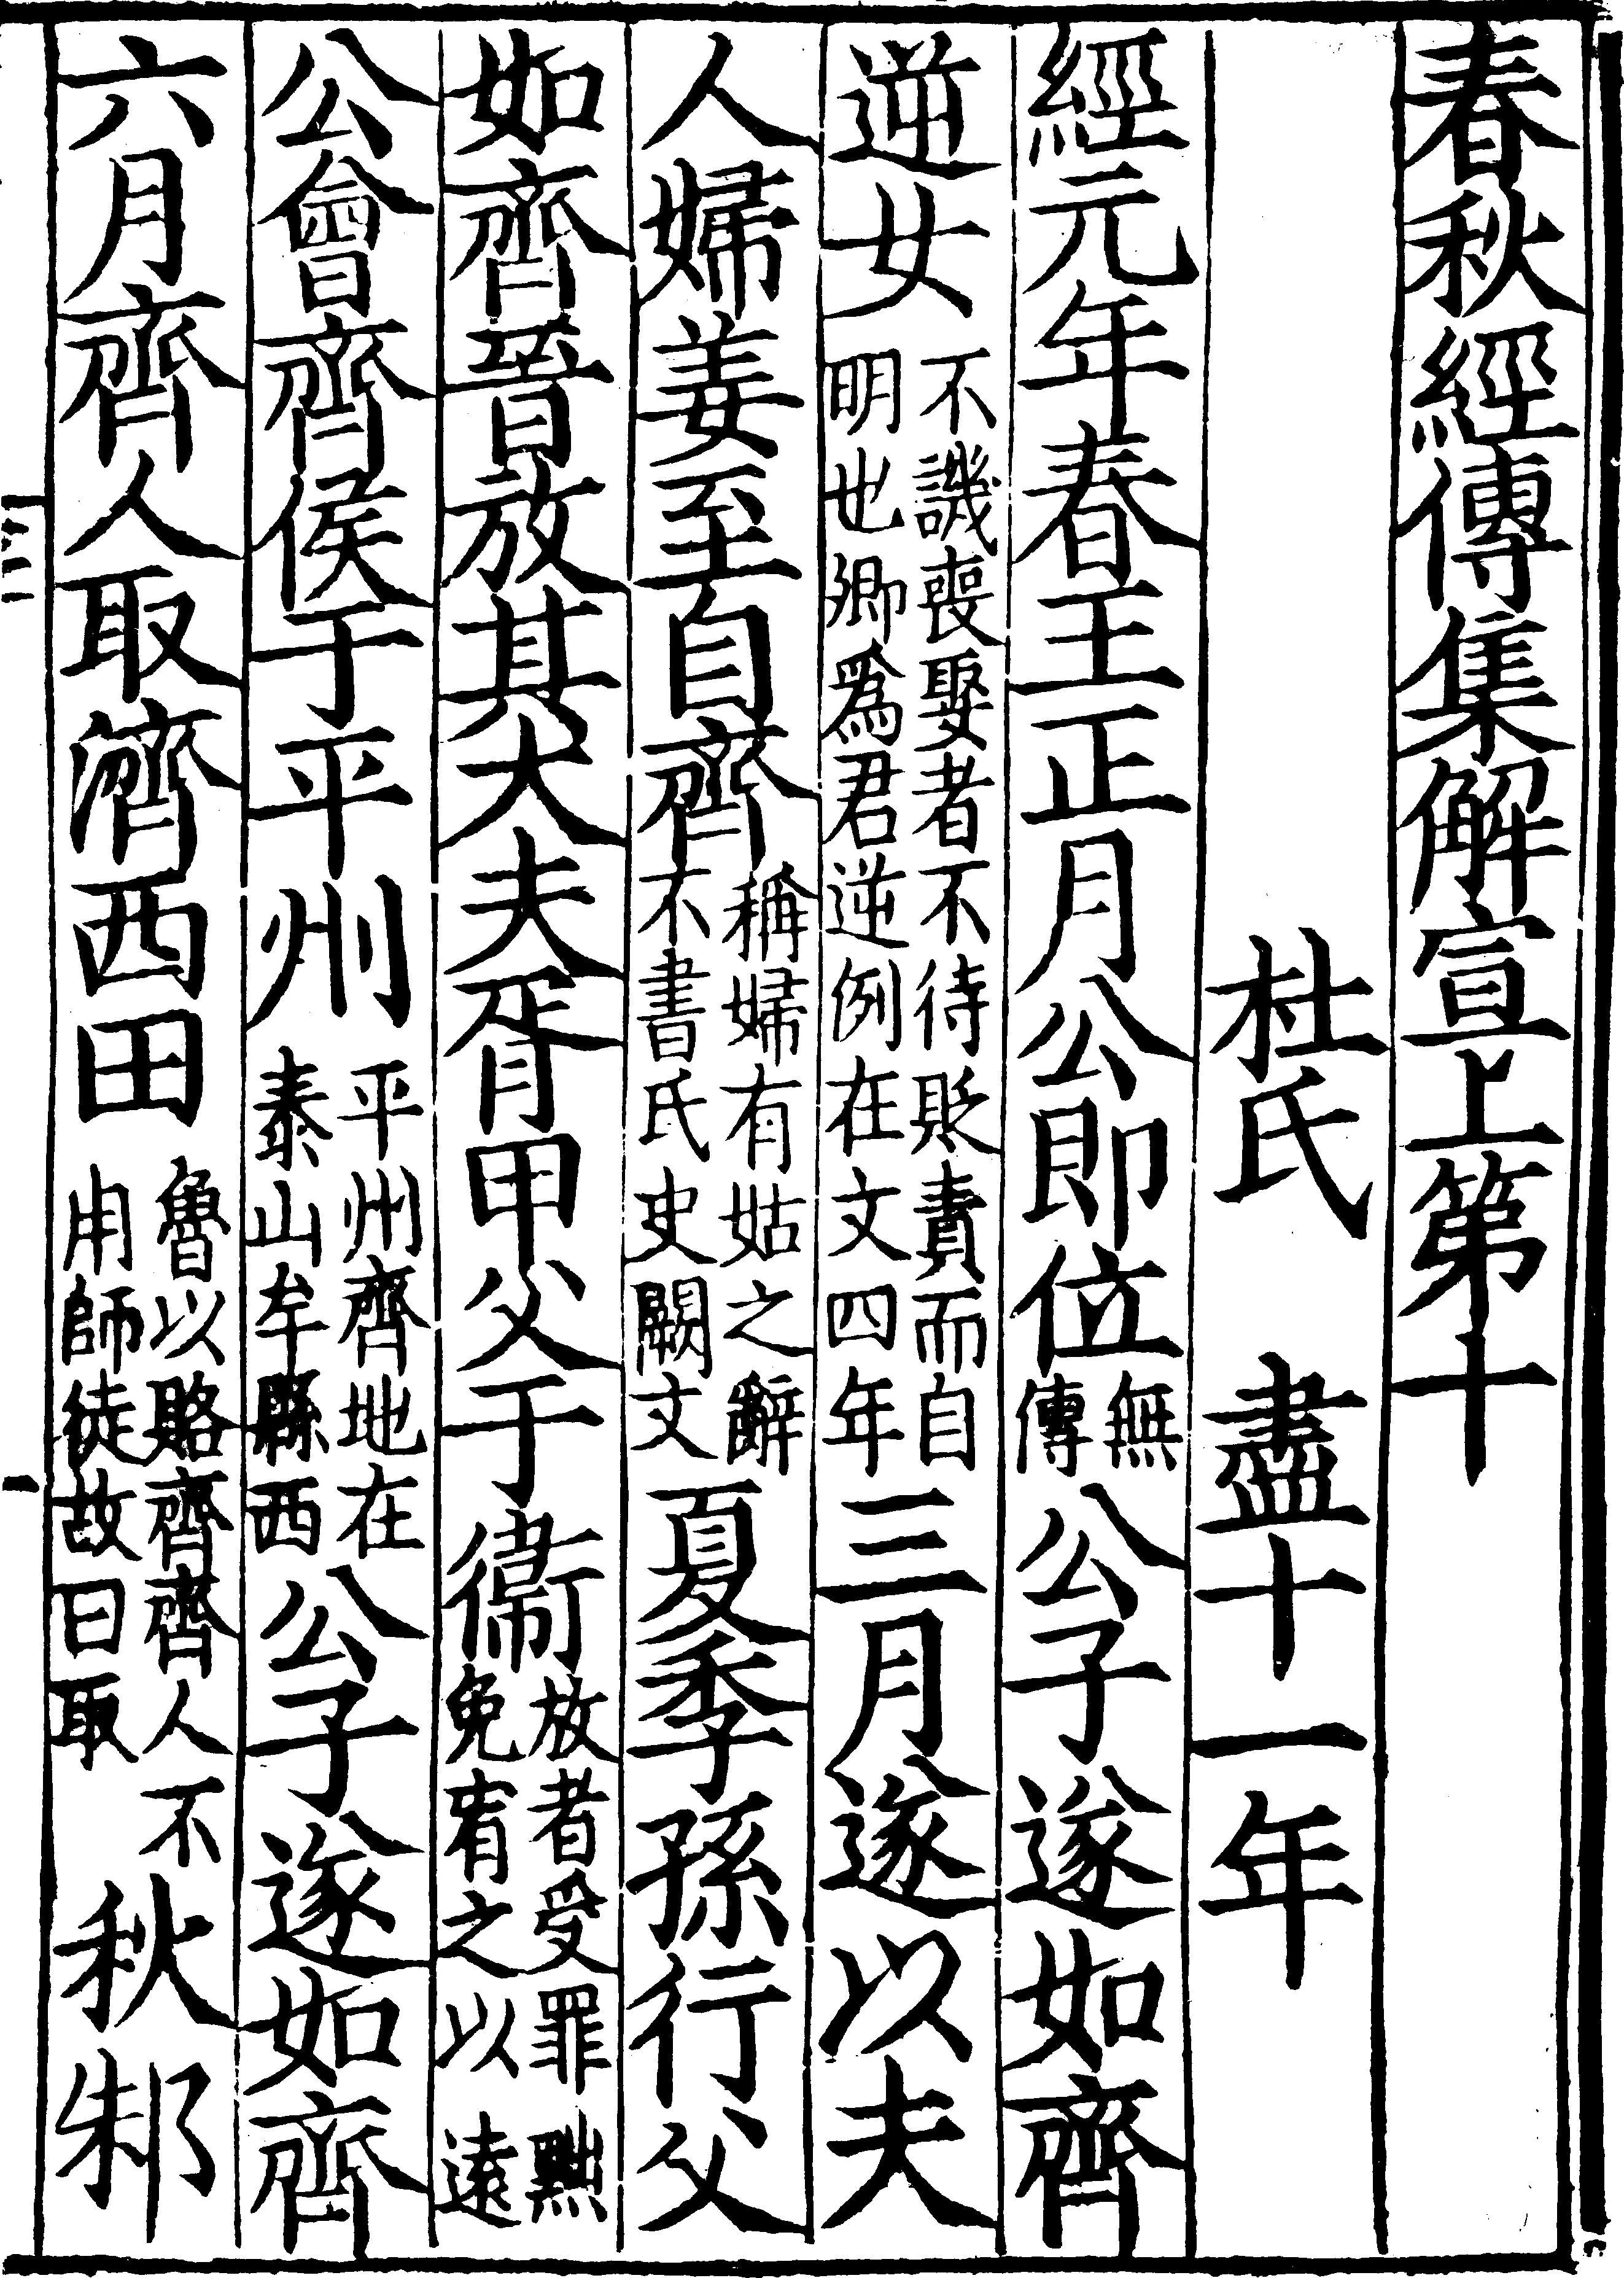 春秋經傳集解宣上第十
杜氏　盡十一年
經元年春王正月公即位無傳公子遂如齊
逆女不譏喪娶者不待貶責而自明也卿爲君逆例在文四年三月遂以夫
人婦姜至自齊稱婦有姑之辭不書氏史闕文夏季孫行父
如齊晉放其大夫胥甲父于衞放者受罪黜免宥之以遠
公會齊侯于平州平州齊地在泰山牟縣西公子遂如齊
六月齊人取濟西田魯以賂齊齊人不用師徒故曰取秋邾